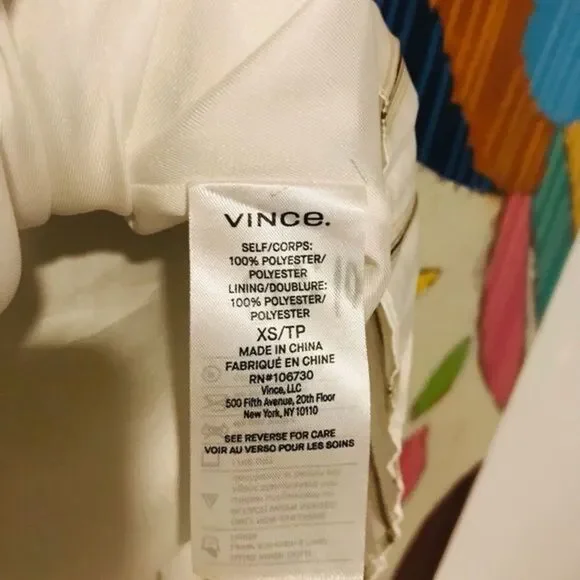 VINCE.
SELF/CORPS:
100% POLYESTER/
POLYESTER
LINING/DOUBLURE:
100% POLYESTER/
POLYESTER
XS/TP
MADE IN CHINA
FABRIQUÉ EN CHINE
RN#106730
Vince, LLC
500 Fifth Avenue, 20th Floor
New York, NY 10110
SEE REVERSE FOR CARE
VOIR AU VERSO POUR LES SOINS